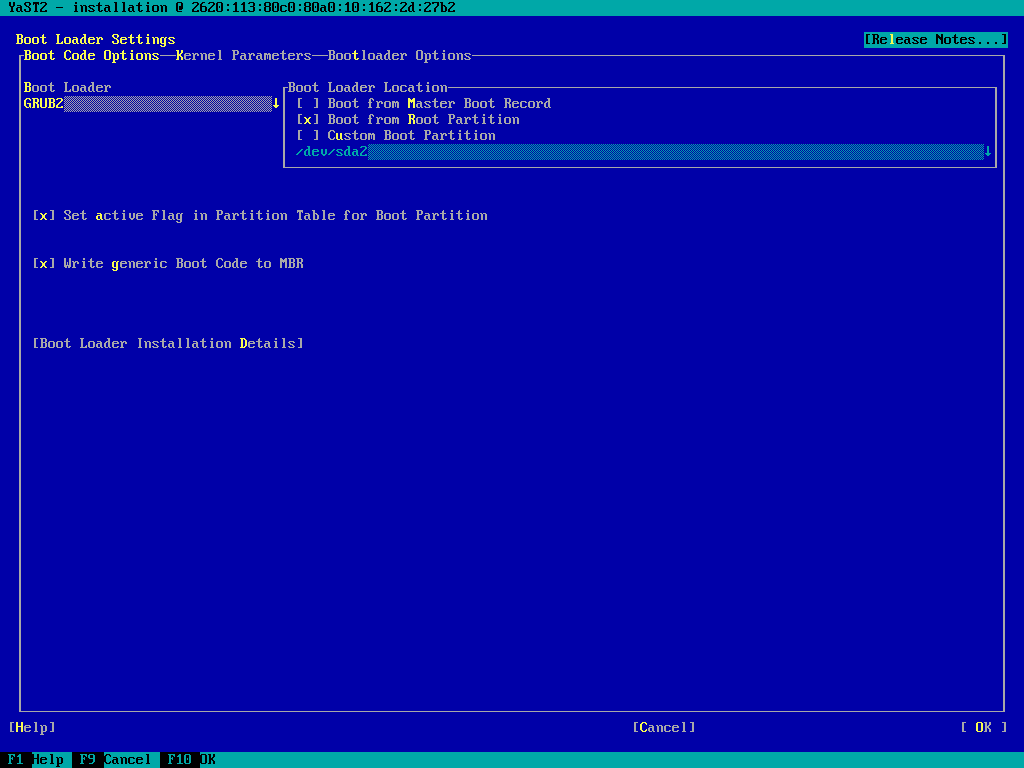 YaST2 - installation @ 2620:113:80c0:80a0:10:162:2d:27b2
Boot Loader Settings [Release Notes...]
Boot Code Options—Kernel Parameters—Bootloader Options
Boot Loader
GRUB2
Boot Loader Location
[ ] Boot from Master Boot Record
[x] Boot from Root Partition
[ ] Custom Boot Partition
/dev/sda2
[x] Set active Flag in Partition Table for Boot Partition
[x] Write generic Boot Code to MBR
[Boot Loader Installation Details]
[Help] [Cancel] [ OK ]
F1 Help F9 Cancel F10 OK